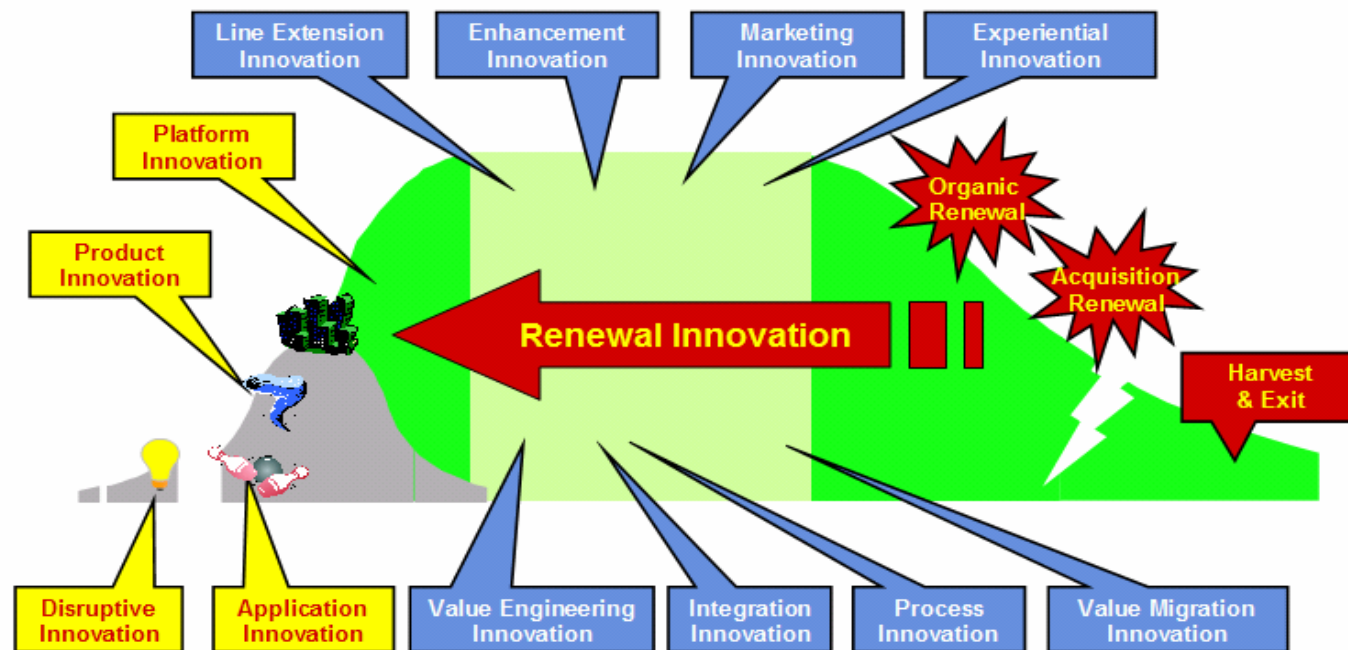 Line Extension
Innovation
Enhancement
Innovation
Marketing
Innovation
Experiential
Innovation
Platform
Innovation
Organic
Renewal
Product
Innovation
Acquisition
Renewal
Renewal Innovation
Harvest
& Exit
Disruptive
Innovation
Application
Innovation
Value Engineering
Innovation
Integration
Innovation
Process
Innovation
Value Migration
Innovation